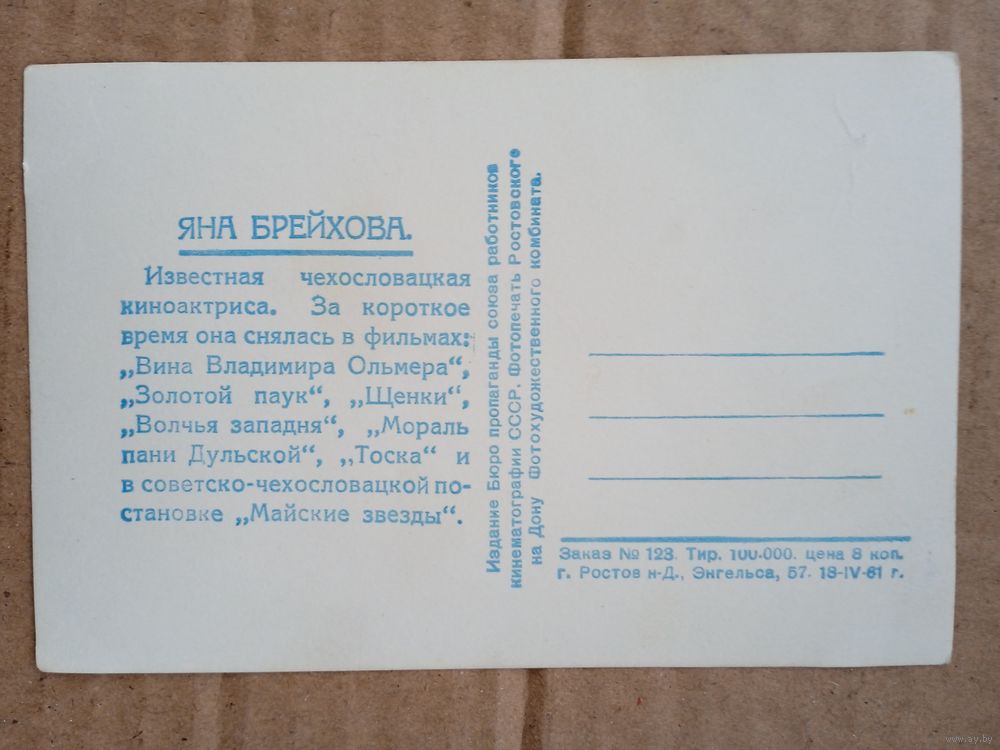 ЯНА БРЕЙХОВА.
Известная чехословацкая
киноактриса. За короткое
время она снялась в фильмах:
„Вина Владимира Ольмера“,
„Золотой паук“, „Щенки“,
„Волчья западня“, „Мораль
пани Дульской“, „Тоска“ и
в советско-чехословацкой по-
становке „Майские звезды“.
Издание Бюро пропаганды союза работников
кинематографии СССР. Фотопечать Ростовского
на Дону Фотохудожественного комбината.
Заказ № 123. Тир. 100.000. цена 8 коп.
г. Ростов н-Д., Энгельса, 57. 18-IV-61 г.
www.ay.by